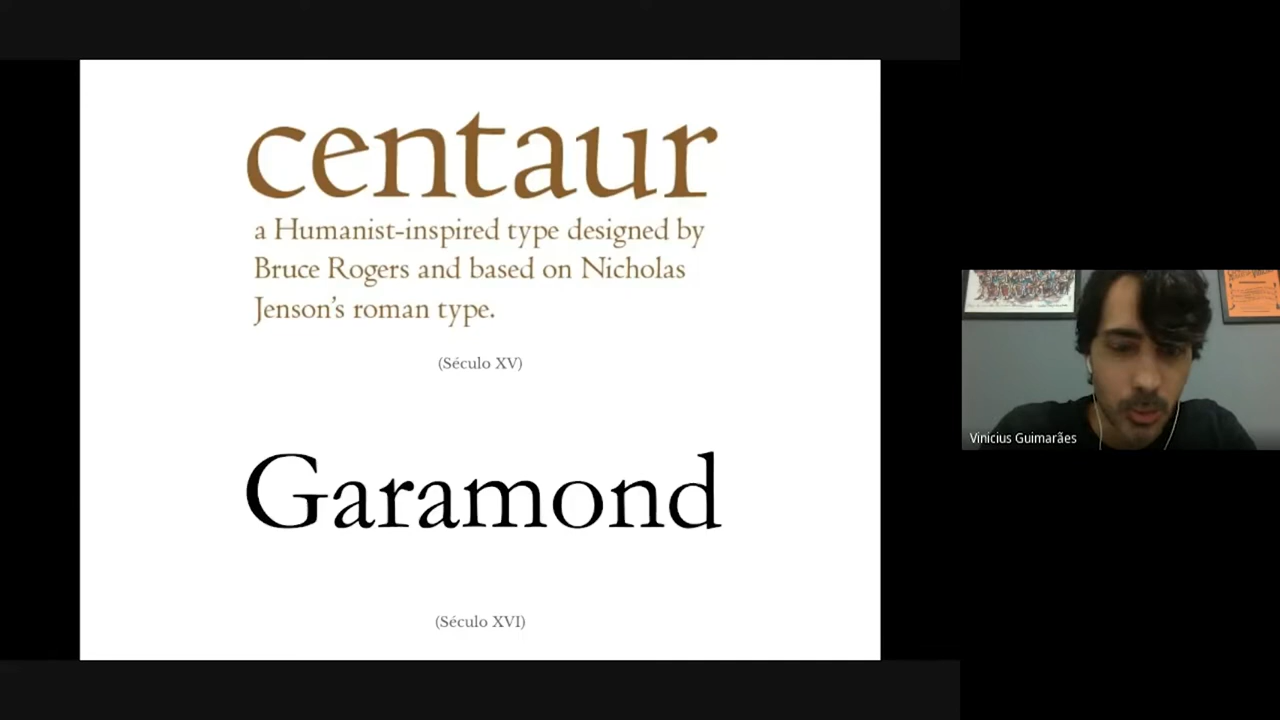 centaur
a Humanist-inspired type designed by
Bruce Rogers and based on Nicholas
Jenson's roman type.
(Século XV)
Garamond
(Século XVI)
Vinicius Guimarães